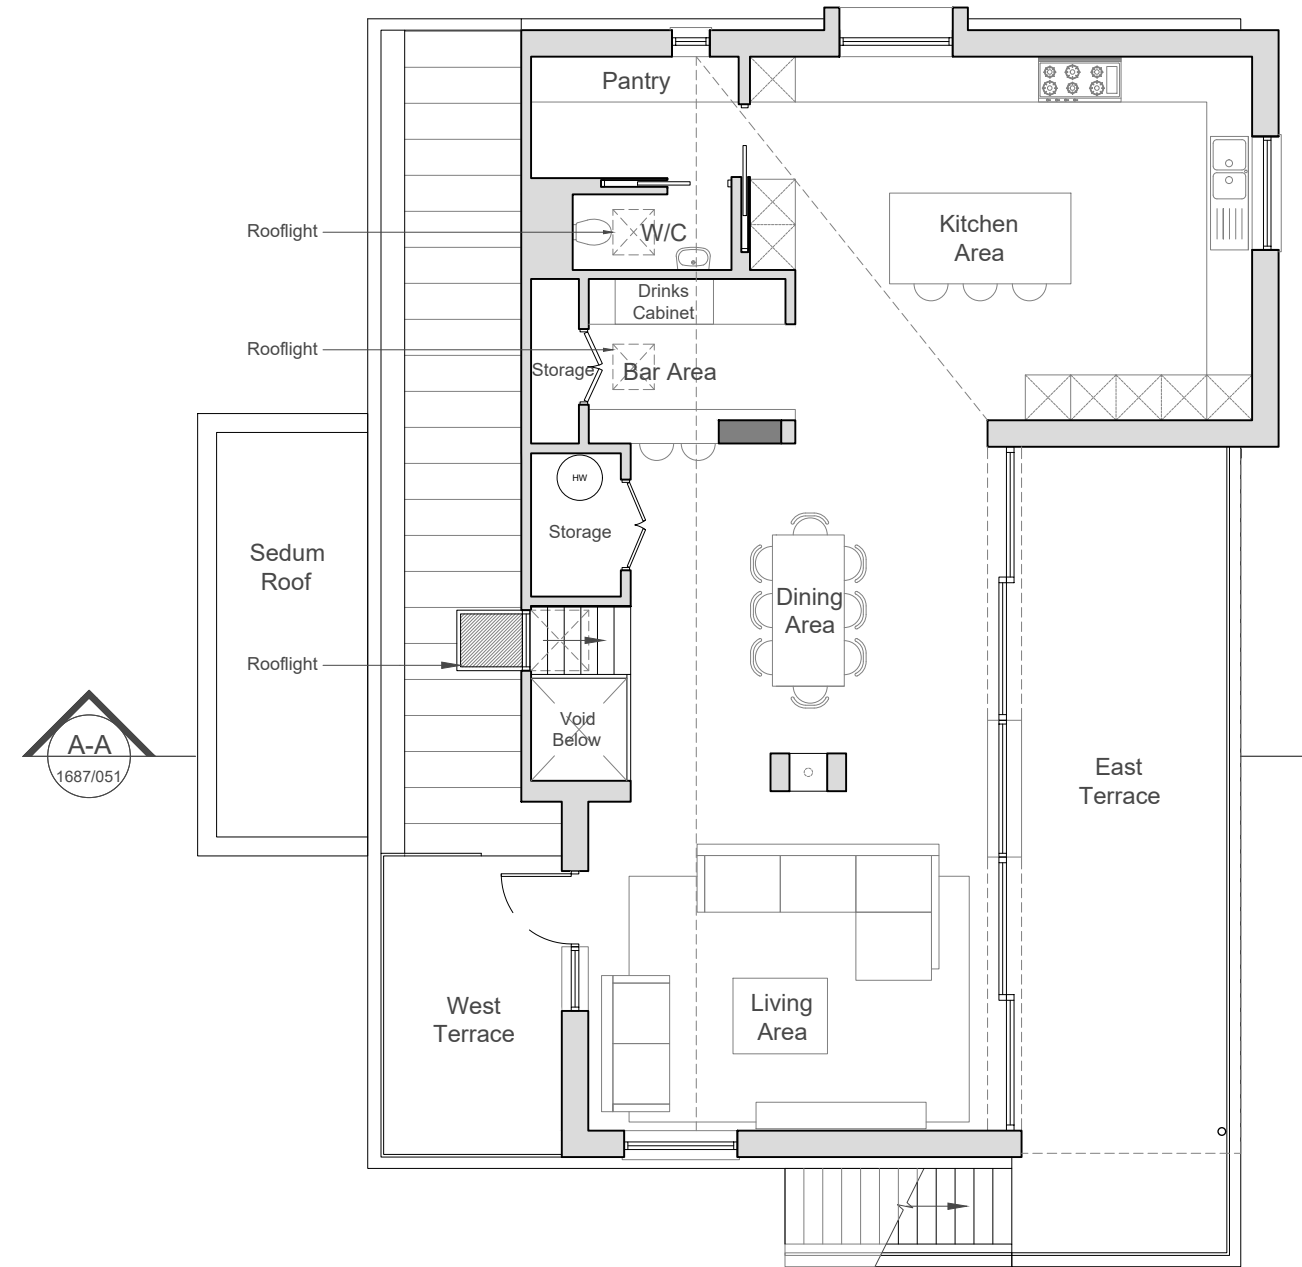 Pantry
Rooflight
W/C
Kitchen
Area
Drinks
Cabinet
Rooflight
Storage
Bar Area
HW
Storage
Sedum
Roof
Dining
Area
Rooflight
Void
Below
A-A
1687/051
East
Terrace
West
Terrace
Living
Area